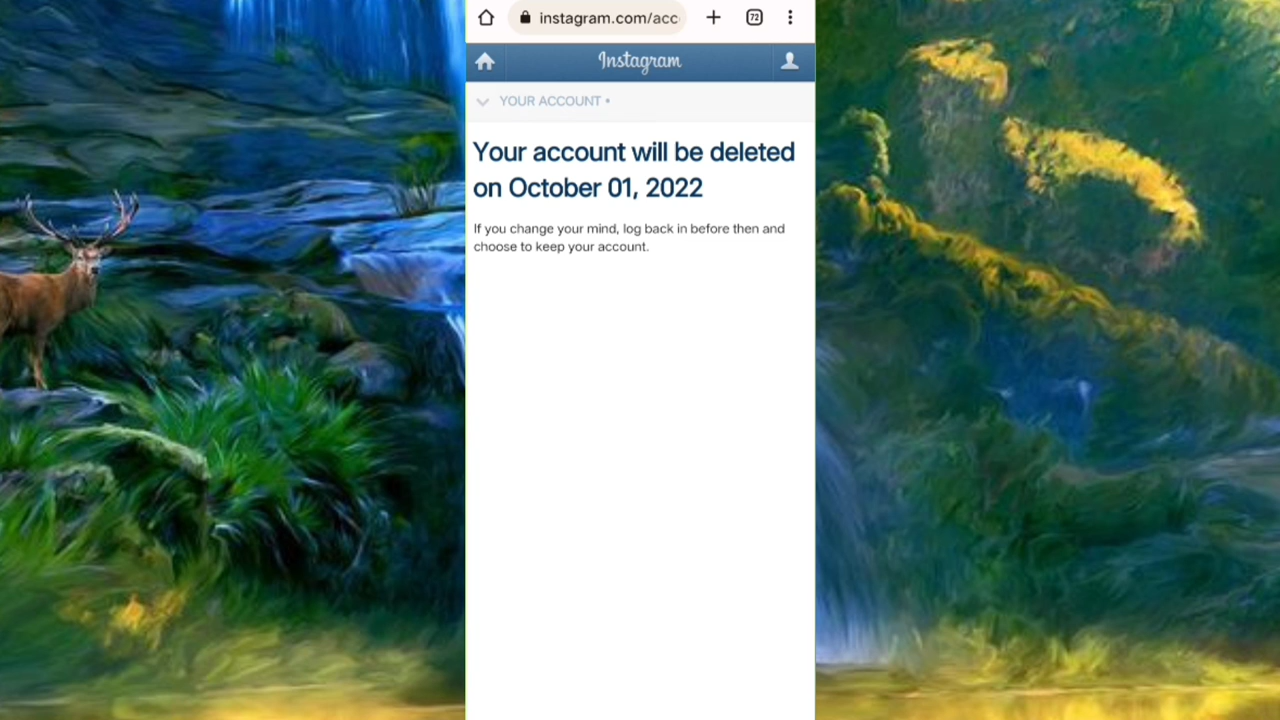 instagram.com/acc
72
Instagram
YOUR ACCOUNT •
Your account will be deleted
on October 01, 2022
If you change your mind, log back in before then and
choose to keep your account.